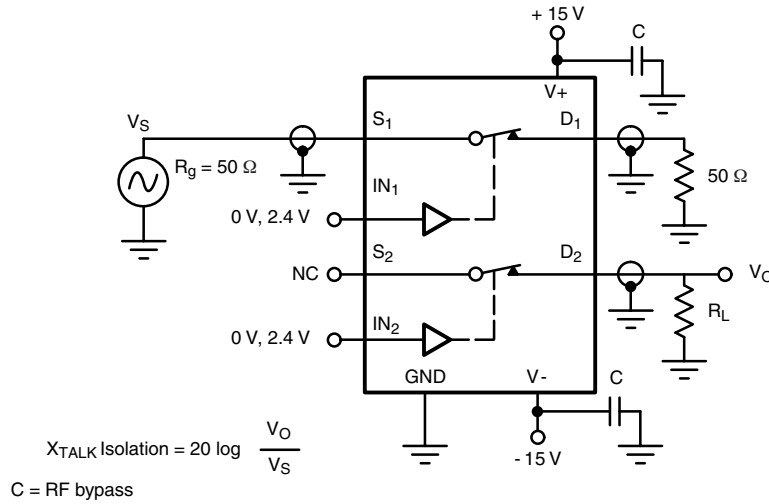 + 15 V
C
V+
VS
S1
D1
Rg = 50 Ω
50 Ω
IN1
0 V, 2.4 V
S2
D2
NC
VO
RL
IN2
0 V, 2.4 V
GND
V-
C
- 15 V
XTALK Isolation = 20 log VO
VS
C = RF bypass